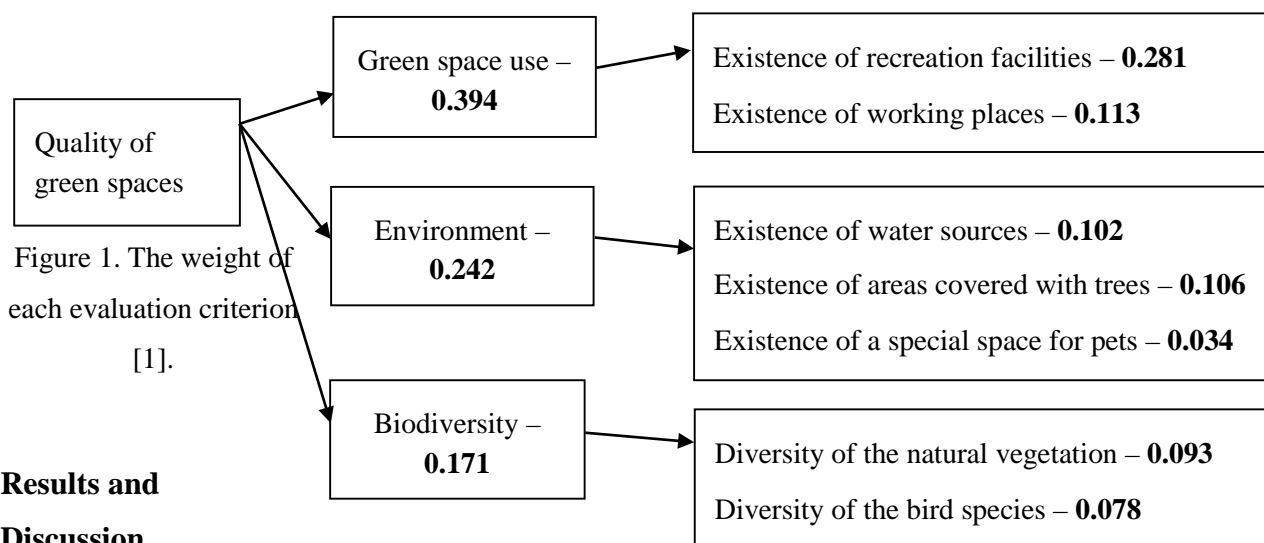 Quality of
green spaces
Green space use –
0.394
Existence of recreation facilities – 0.281
Existence of working places – 0.113
Environment –
0.242
Existence of water sources – 0.102
Existence of areas covered with trees – 0.106
Existence of a special space for pets – 0.034
Biodiversity –
0.171
Diversity of the natural vegetation – 0.093
Diversity of the bird species – 0.078
Figure 1. The weight of
each evaluation criterion
[1].
Results and
Discussion